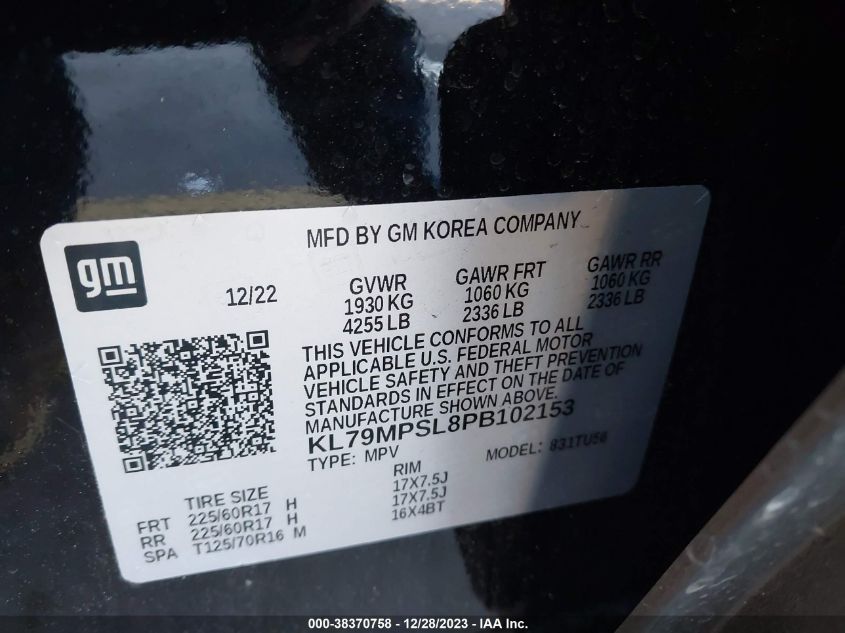 MFD BY GM KOREA COMPANY
gm
12/22
GVWR
1930 KG
4255 LB
GAWR FRT
1060 KG
2336 LB
GAWR RR
1060 KG
2336 LB
THIS VEHICLE CONFORMS TO ALL
APPLICABLE U.S. FEDERAL MOTOR
VEHICLE SAFETY AND THEFT PREVENTION
STANDARDS IN EFFECT ON THE DATE OF
MANUFACTURE SHOWN ABOVE.
KL79MPSL8PB102153
TYPE: MPV
MODEL: 831TU56
TIRE SIZE
RIM
FRT 225/60R17 H 17X7.5J
RR 225/60R17 H 17X7.5J
SPA T125/70R16 M 16X4BT
000-38370758 - 12/28/2023 - IAA Inc.